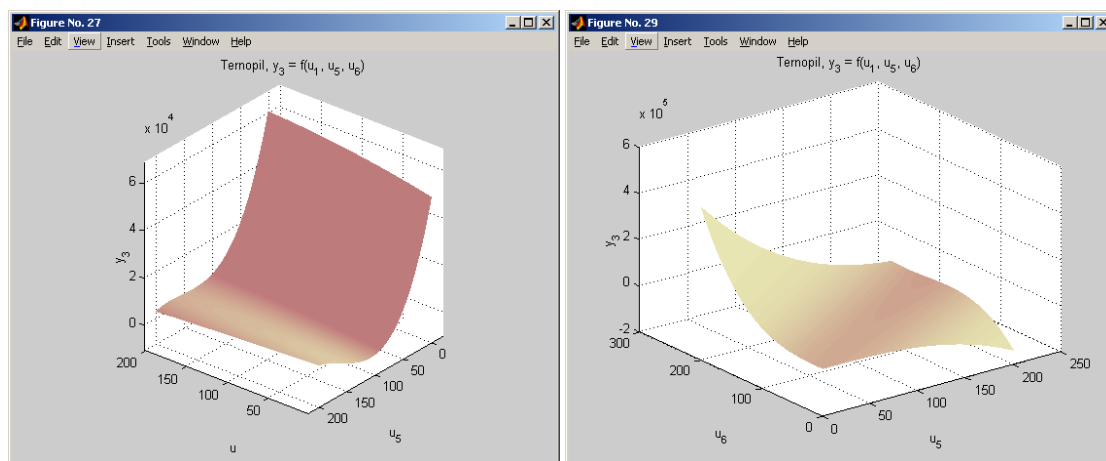 Figure No. 27
File Edit View Insert Tools Window Help
Ternopil, y3 = f(u1, u5, u6)
x 10^4
6
4
2
0
y3
200
150
100
50
u
200
150
100
50
0
u5
Figure No. 29
File Edit View Insert Tools Window Help
Ternopil, y3 = f(u1, u5, u6)
x 10^5
6
4
2
0
-2
y3
300
200
100
0
u6
0
50
100
150
200
250
u5